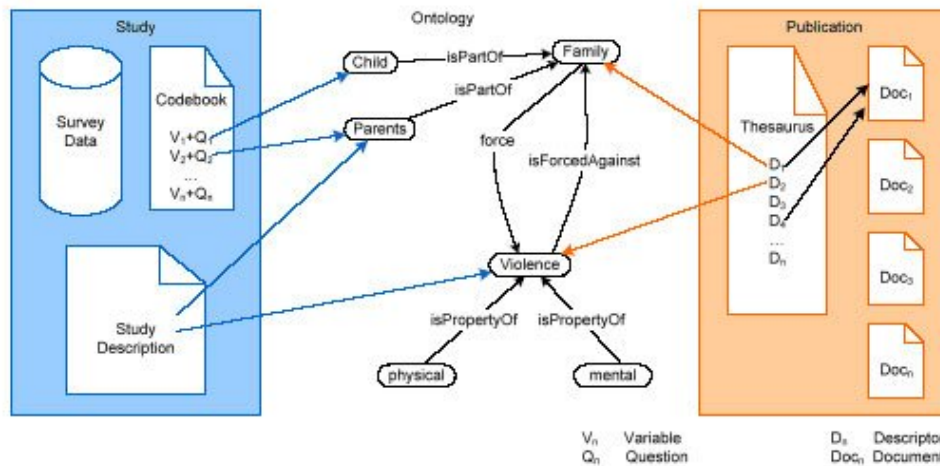 Study
Ontology
Publication
Child
isPartOf
Family
Codebook
Survey
Data
V₁+Q₁
V₂+Q₂
...
Vₙ+Qₙ
isPartOf
Parents
force
isForcedAgainst
Thesaurus
D₁
D₂
D₃
D₄
...
Dₙ
Doc₁
Doc₂
Doc₃
Docₙ
Violence
Study
Description
isPropertyOf
isPropertyOf
physical
mental
Vₙ Variable
Qₙ Question
Dₙ Descripto
Docₙ Documen